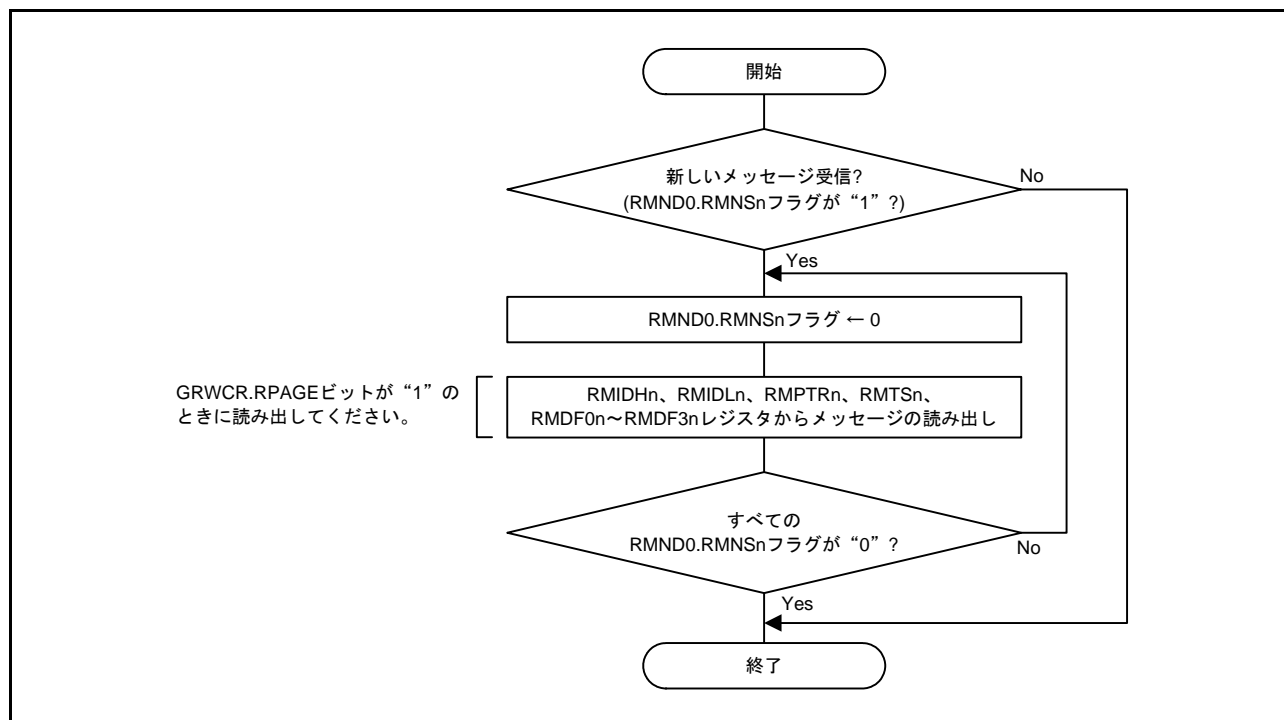 開始
新しいメッセージ受信?
(RMND0.RMNSnフラグが“1”?)
No
Yes
RMND0.RMNSnフラグ ← 0
GRWCR.RPAGEビットが“1”の
ときに読み出してください。
RMIDHn、RMIDLn、RMPTRn、RMTSn、
RMDF0n～RMDF3nレジスタからメッセージの読み出し
すべての
RMND0.RMNSnフラグが“0”?
No
Yes
終了